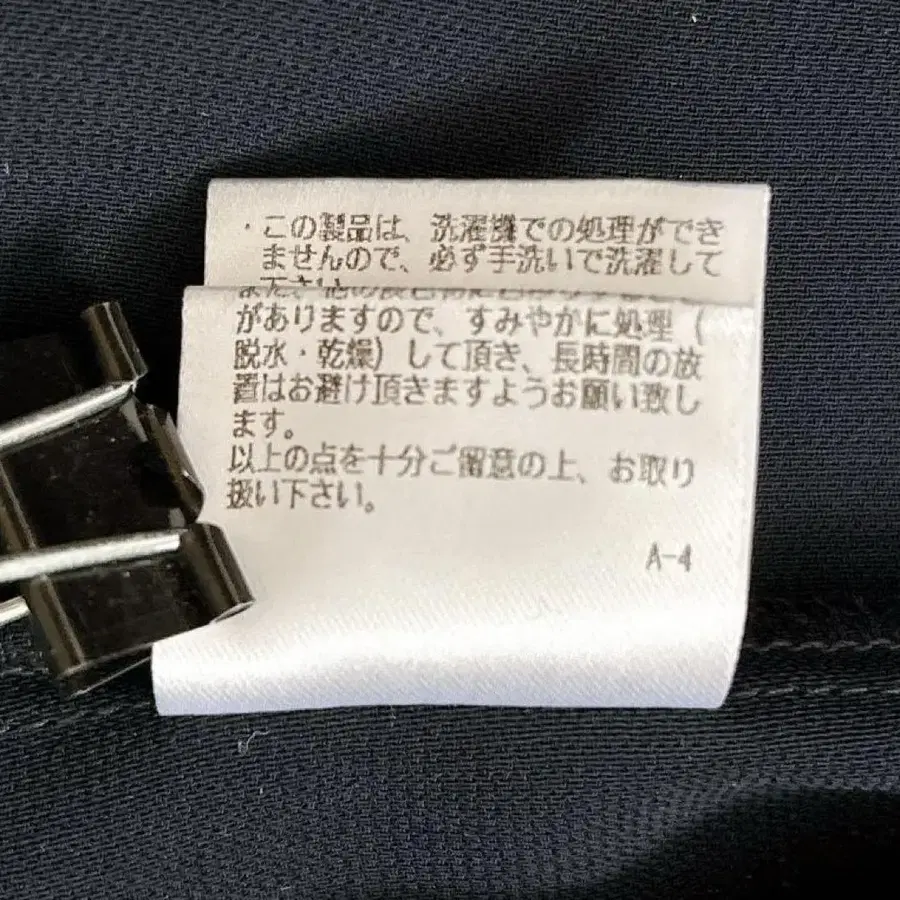 ・この製品は、洗濯機での処理ができ
ませんので、必ず手洗いで洗濯して
がありますので、すみやかに処理（
脱水・乾燥）して頂き、長時間の放
置はお避け頂きますようお願い致し
ます。
以上の点を十分ご留意の上、お取り
扱い下さい。
A-4